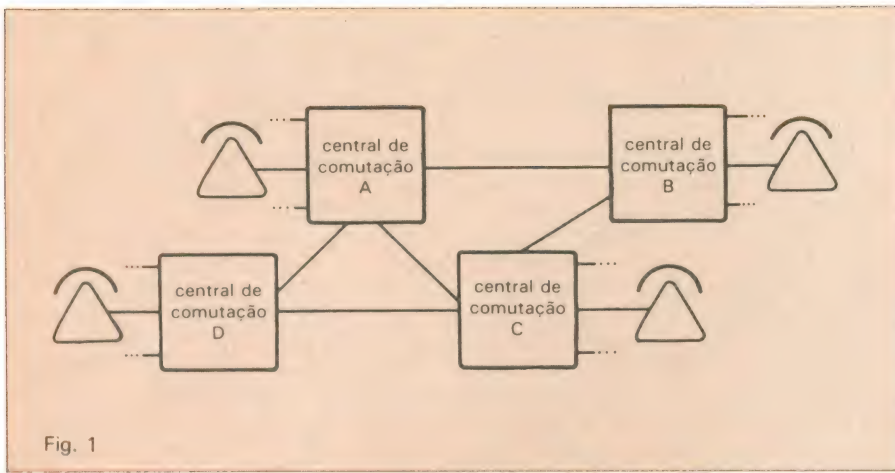 central de
comutação
A
central de
comutação
B
central de
comutação
D
central de
comutação
C
Fig. 1